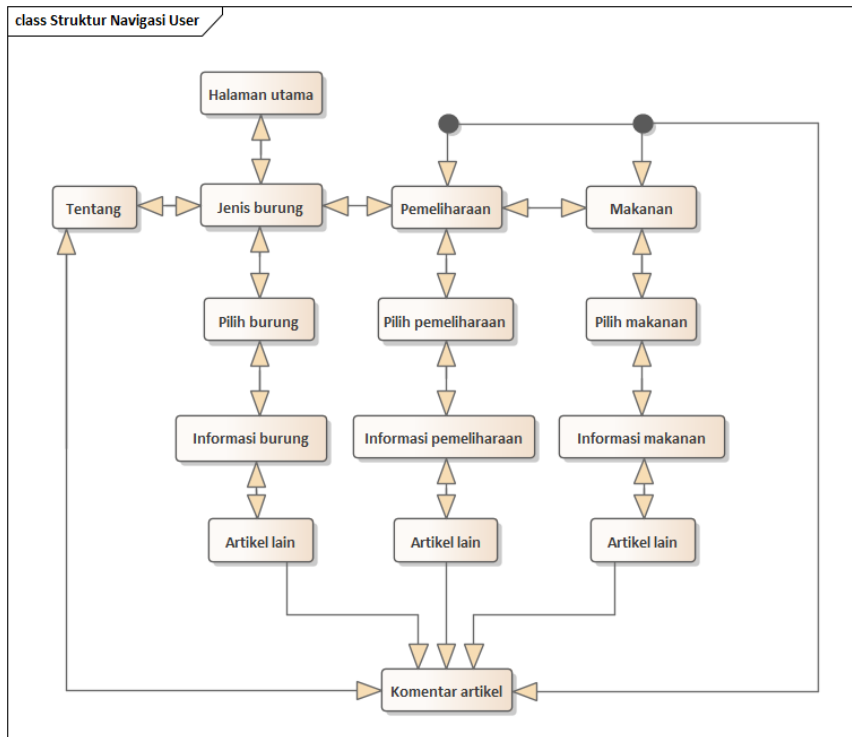 class Struktur Navigasi User
Halaman utama
Tentang
Jenis burung
Pemeliharaan
Makanan
Pilih burung
Pilih pemeliharaan
Pilih makanan
Informasi burung
Informasi pemeliharaan
Informasi makanan
Artikel lain
Artikel lain
Artikel lain
Komentar artikel